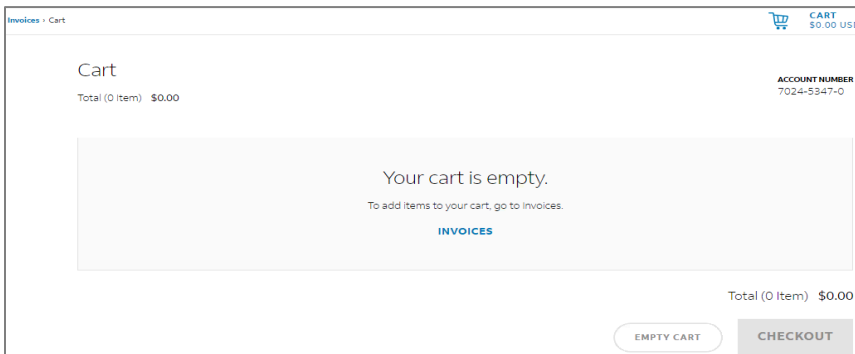 Invoices › Cart
CART
$0.00 USD
Cart
ACCOUNT NUMBER
7024-5347-0
Total (0 Item) $0.00
Your cart is empty.
To add items to your cart, go to Invoices.
INVOICES
Total (0 Item) $0.00
EMPTY CART
CHECKOUT